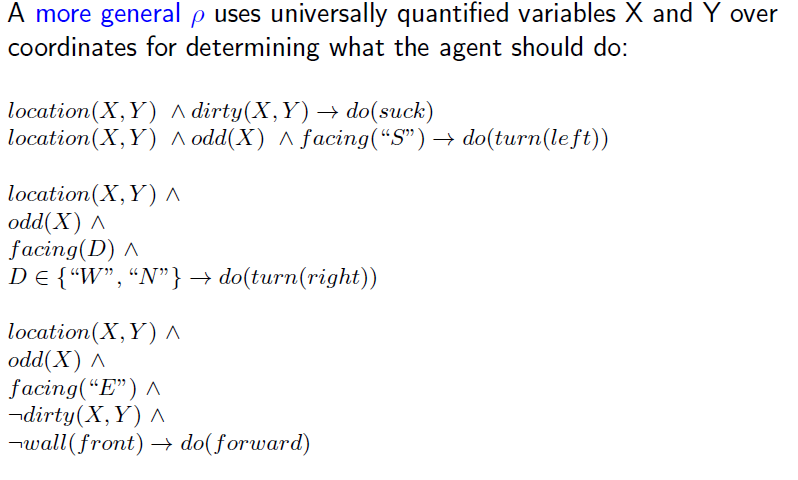 A more general ρ uses universally quantified variables X and Y over
coordinates for determining what the agent should do:
location(X, Y) ∧ dirty(X, Y) → do(suck)
location(X, Y) ∧ odd(X) ∧ facing(“S”) → do(turn(left))
location(X, Y) ∧
odd(X) ∧
facing(D) ∧
D ∈ {“W”, “N”} → do(turn(right))
location(X, Y) ∧
odd(X) ∧
facing(“E”) ∧
¬dirty(X, Y) ∧
¬wall(front) → do(forward)